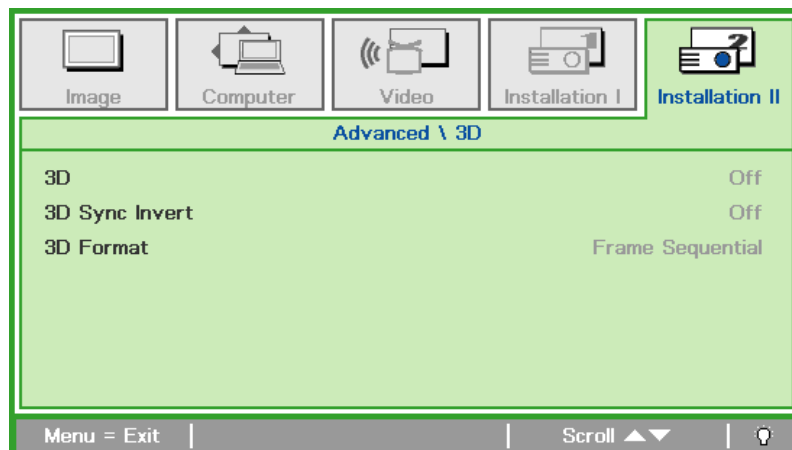 Image Computer Video Installation I Installation II
Advanced \ 3D
3D Off
3D Sync Invert Off
3D Format Frame Sequential
Menu = Exit Scroll ▲▼